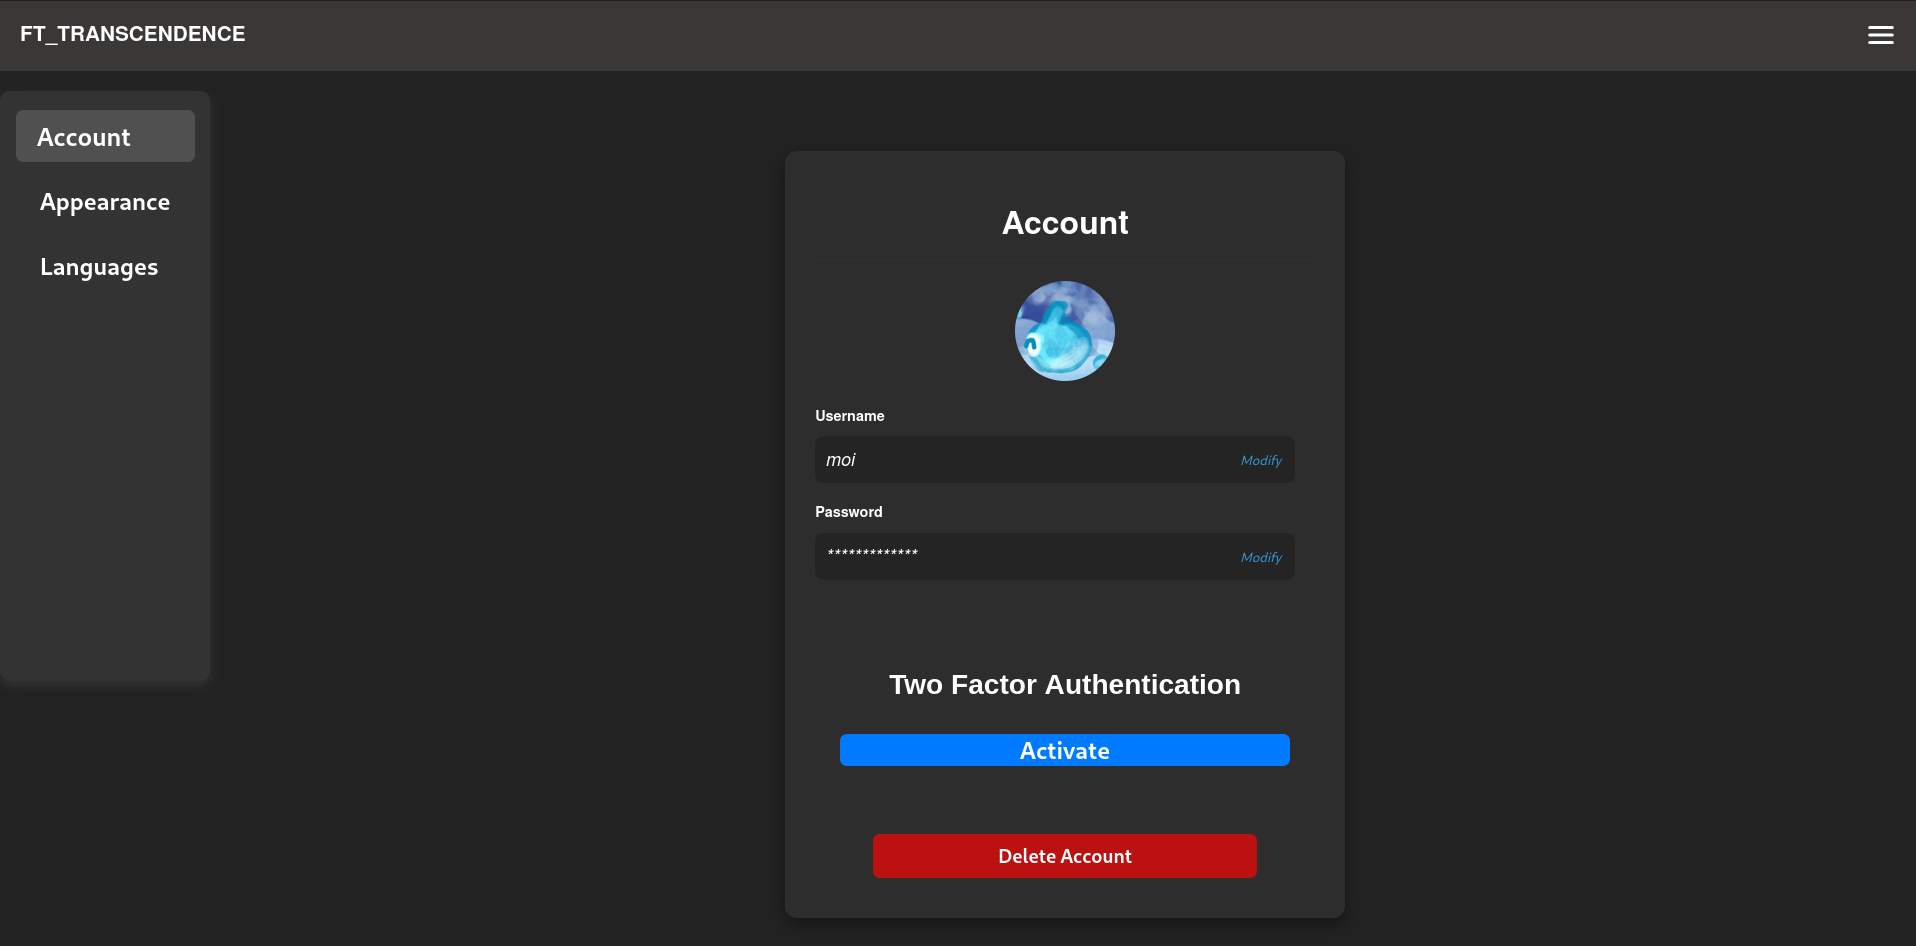 FT_TRANSCENDENCE
Account
Appearance
Languages
Account
Username
moi Modify
Password
************* Modify
Two Factor Authentication
Activate
Delete Account